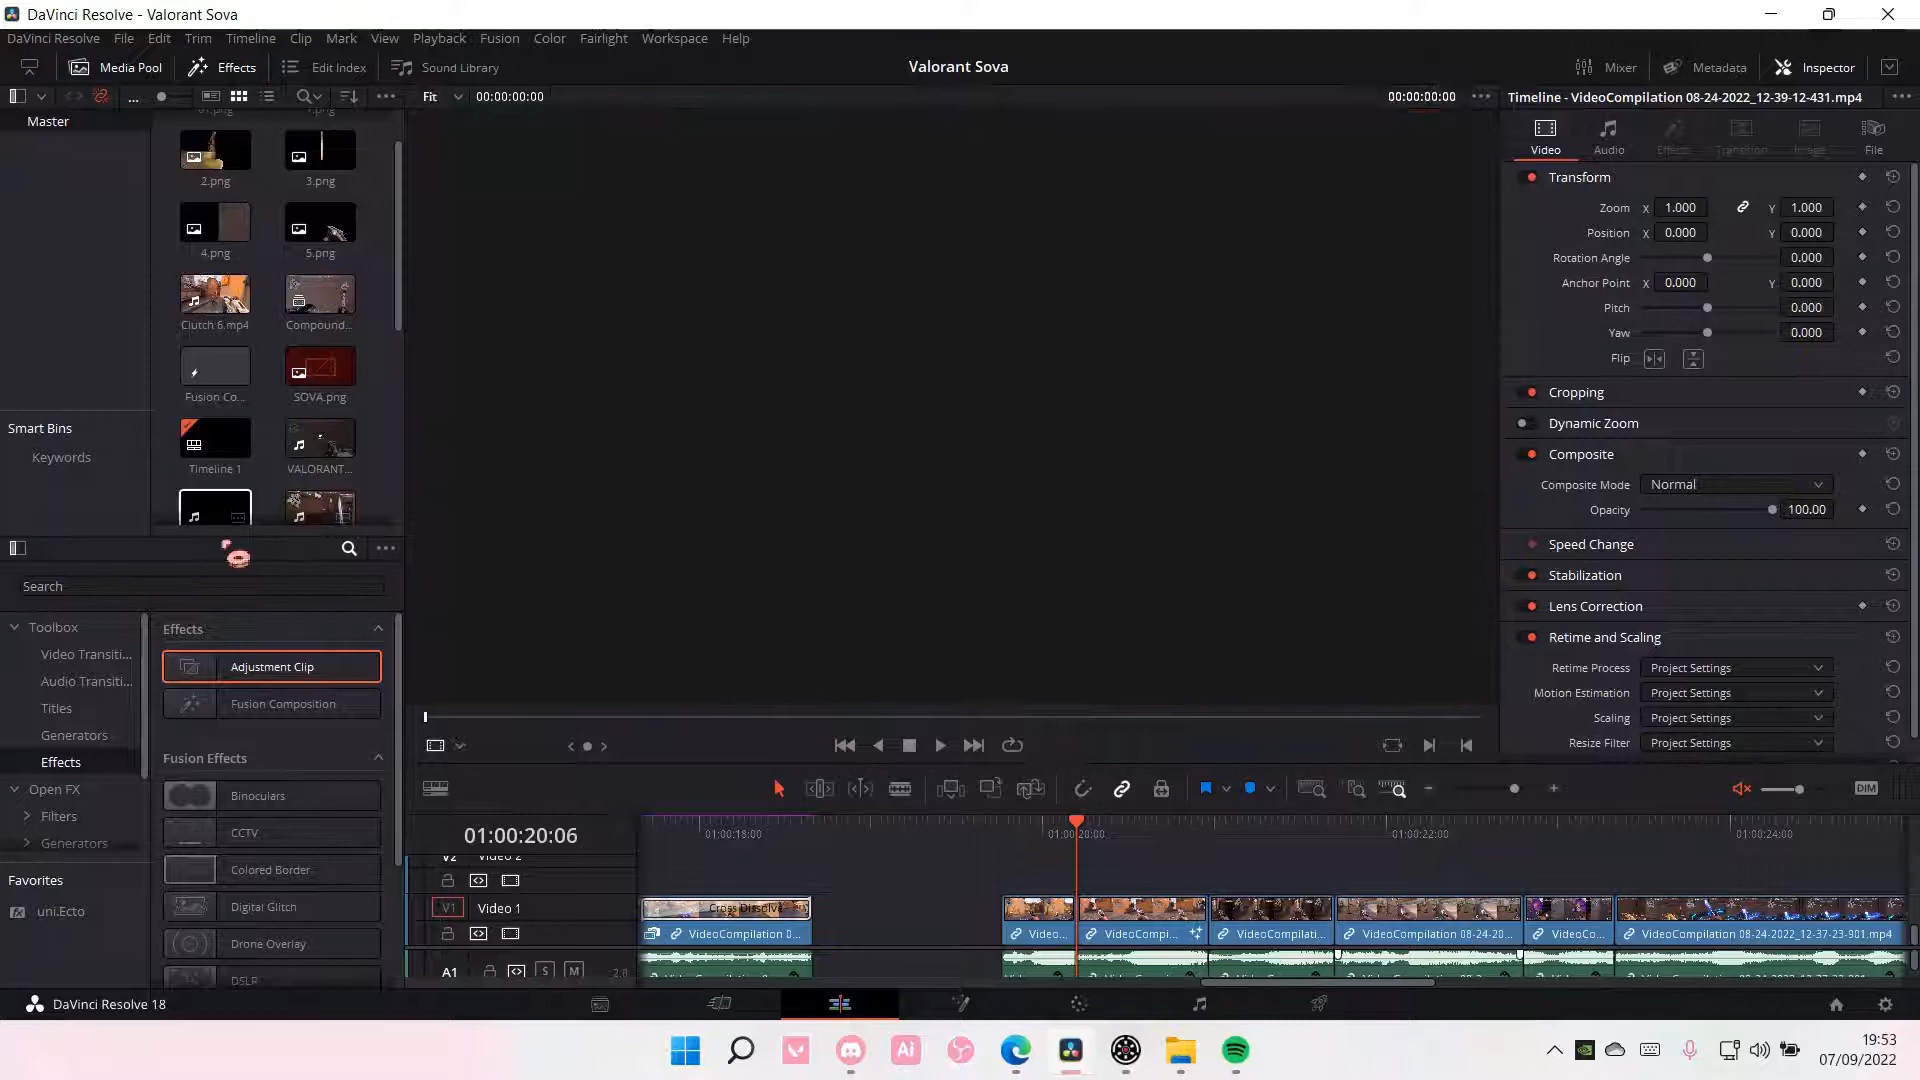 DaVinci Resolve - Valorant Sova
DaVinci Resolve File Edit Trim Timeline Clip Mark View Playback Fusion Color Fairlight Workspace Help
Media Pool Effects Edit Index Sound Library Valorant Sova Mixer Metadata Inspector
... Fit 00:00:00:00 00:00:00:00 ••• Timeline - VideoCompilation 08-24-2022_12-39-12-431.mp4
Master
2.png 3.png
4.png 5.png
Clutch 6.mp4 Compound...
Fusion Co... SOVA.png
Timeline 1 VALORANT...
Smart Bins
Keywords
Video Audio Effects Transition Image File
Transform
Zoom X 1.000 Y 1.000
Position X 0.000 Y 0.000
Rotation Angle 0.000
Anchor Point X 0.000 Y 0.000
Pitch 0.000
Yaw 0.000
Flip
Cropping
Dynamic Zoom
Composite
Composite Mode Normal
Opacity 100.00
Speed Change
Stabilization
Lens Correction
Retime and Scaling
Retime Process Project Settings
Motion Estimation Project Settings
Scaling Project Settings
Resize Filter Project Settings
Search
Toolbox
Video Transiti...
Audio Transiti...
Titles
Generators
Effects
Open FX
Filters
Generators
Favorites
uni.Ecto
Effects
Adjustment Clip
Fusion Composition
Fusion Effects
Binoculars
CCTV
Colored Border
Digital Glitch
Drone Overlay
DSLR
DIM
01:00:20:06 01:00:18:00 01:00:20:00 01:00:22:00 01:00:24:00
V2 Video 2
V1 Video 1 Cross Dissolve
VideoCompilation 0... Video... VideoCompi... VideoCompilati... VideoCompilation 08-24-20... VideoCo... VideoCompilation 08-24-2022_12-37-23-901.mp4
A1 S M 2.0
DaVinci Resolve 18
Ai
19:53
07/09/2022